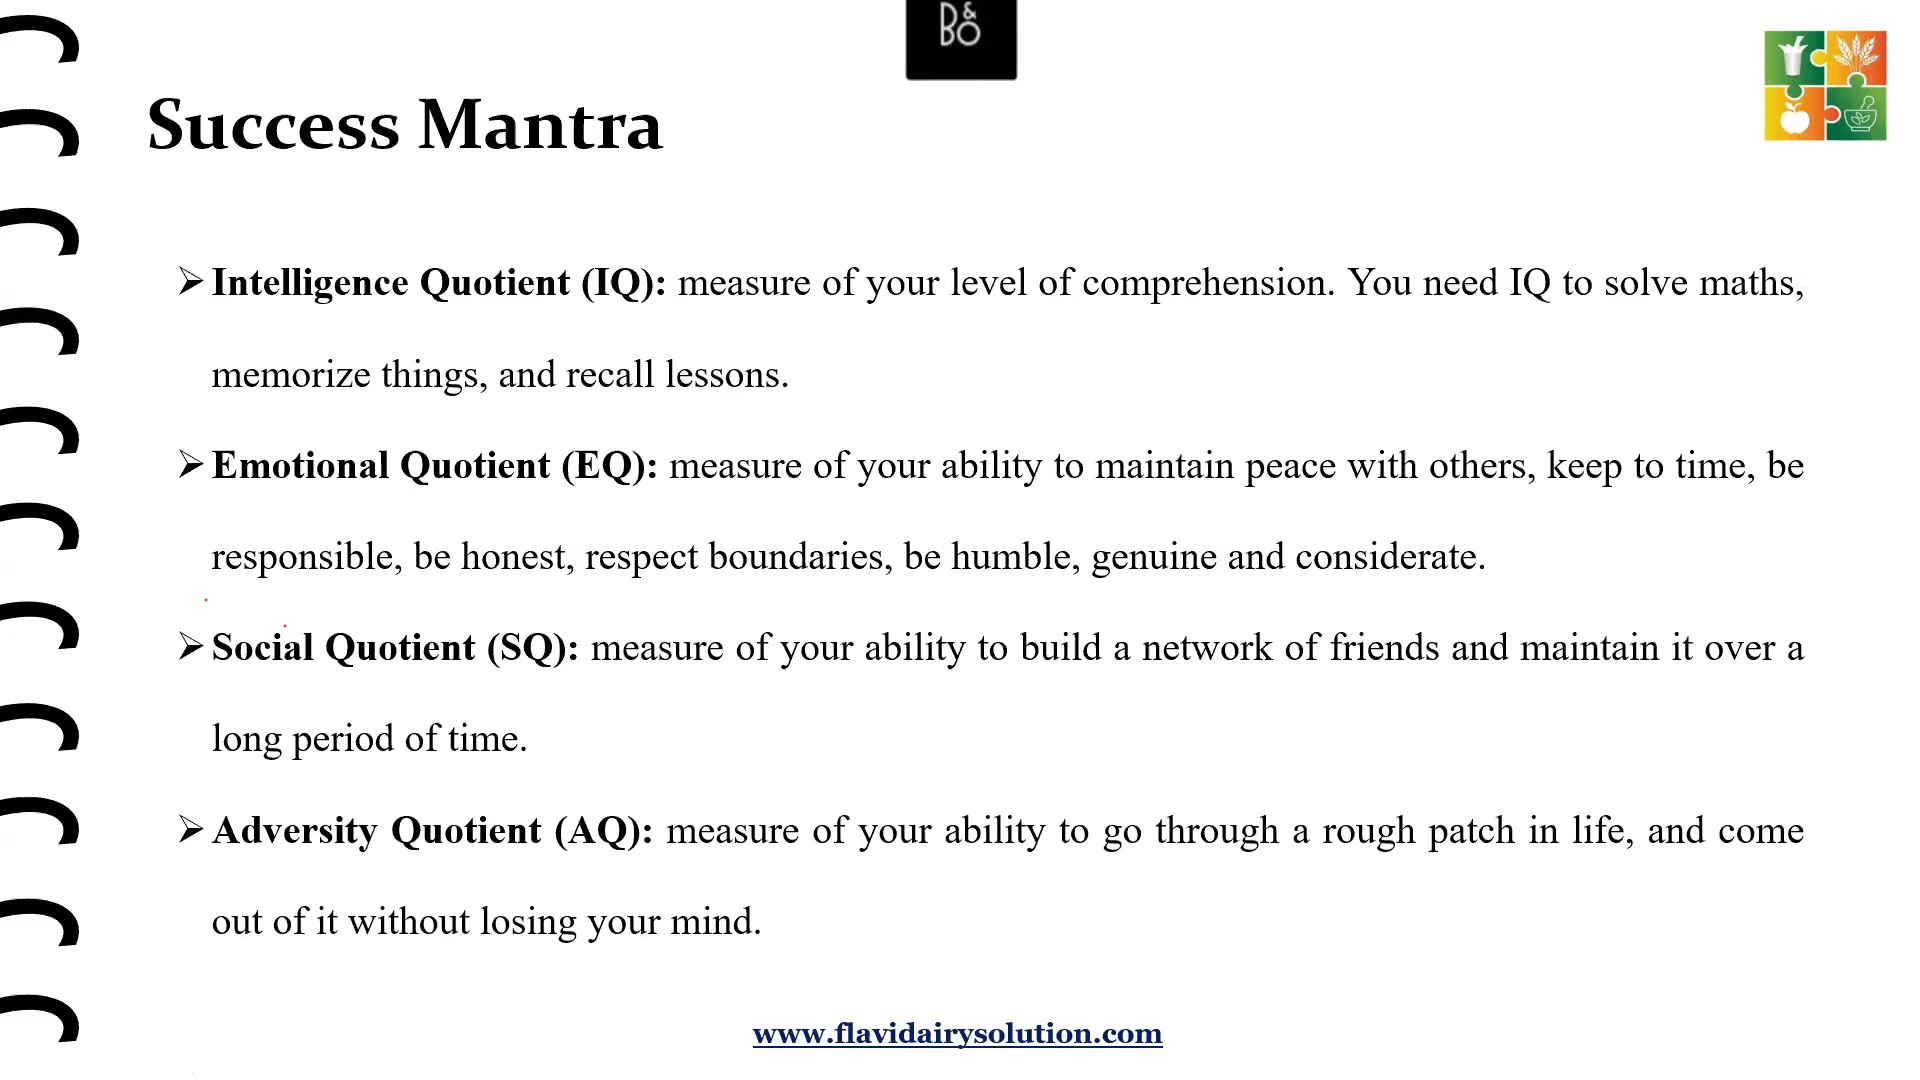 B&O
Success Mantra
➢ Intelligence Quotient (IQ): measure of your level of comprehension. You need IQ to solve maths,
memorize things, and recall lessons.
➢ Emotional Quotient (EQ): measure of your ability to maintain peace with others, keep to time, be
responsible, be honest, respect boundaries, be humble, genuine and considerate.
➢ Social Quotient (SQ): measure of your ability to build a network of friends and maintain it over a
long period of time.
➢ Adversity Quotient (AQ): measure of your ability to go through a rough patch in life, and come
out of it without losing your mind.
www.flavidairysolution.com